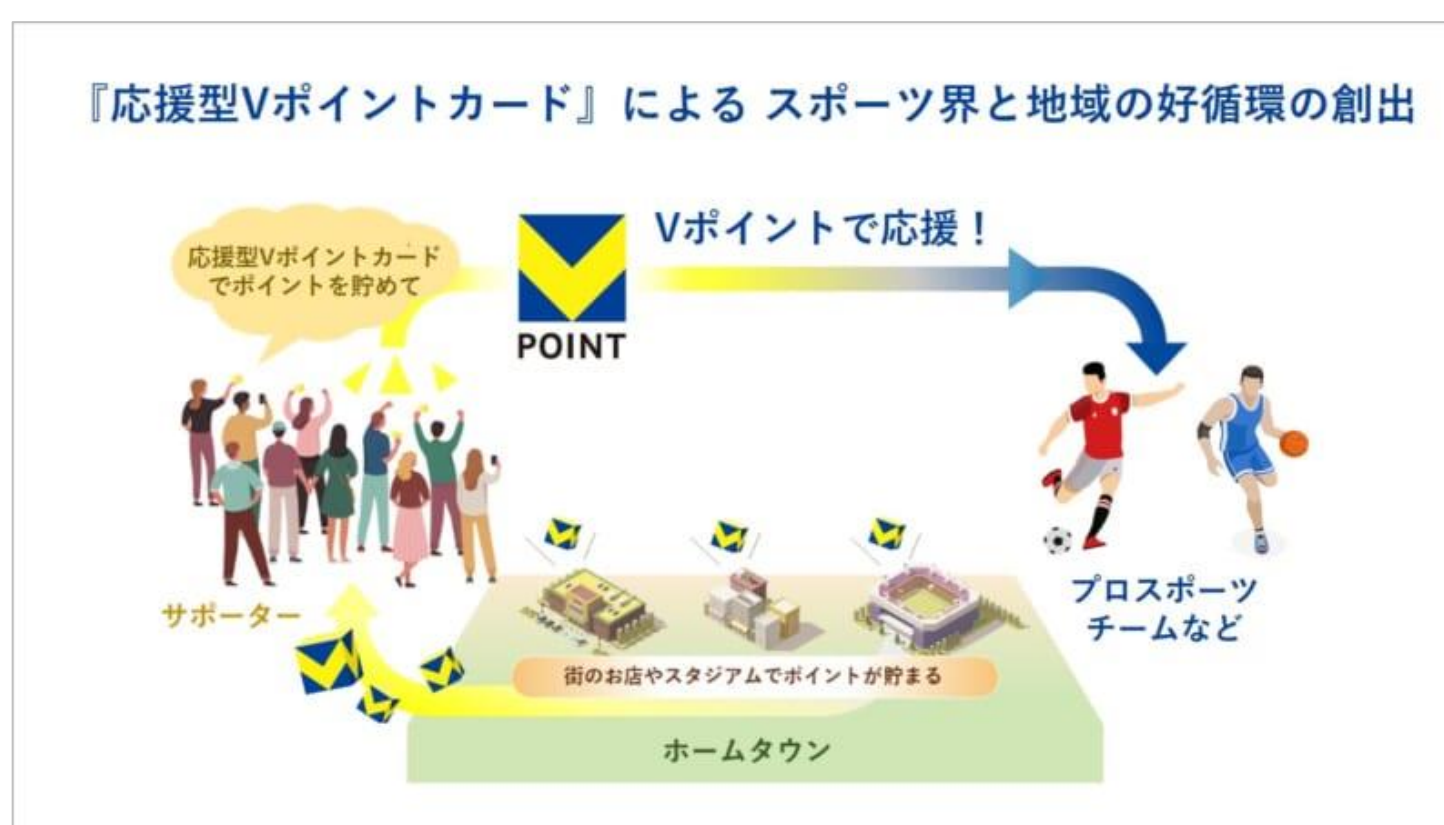 『応援型Vポイントカード』による スポーツ界と地域の好循環の創出
応援型Vポイントカード
でポイントを貯めて
Vポイントで応援！
POINT
サポーター
プロスポーツ
チームなど
街のお店やスタジアムでポイントが貯まる
ホームタウン